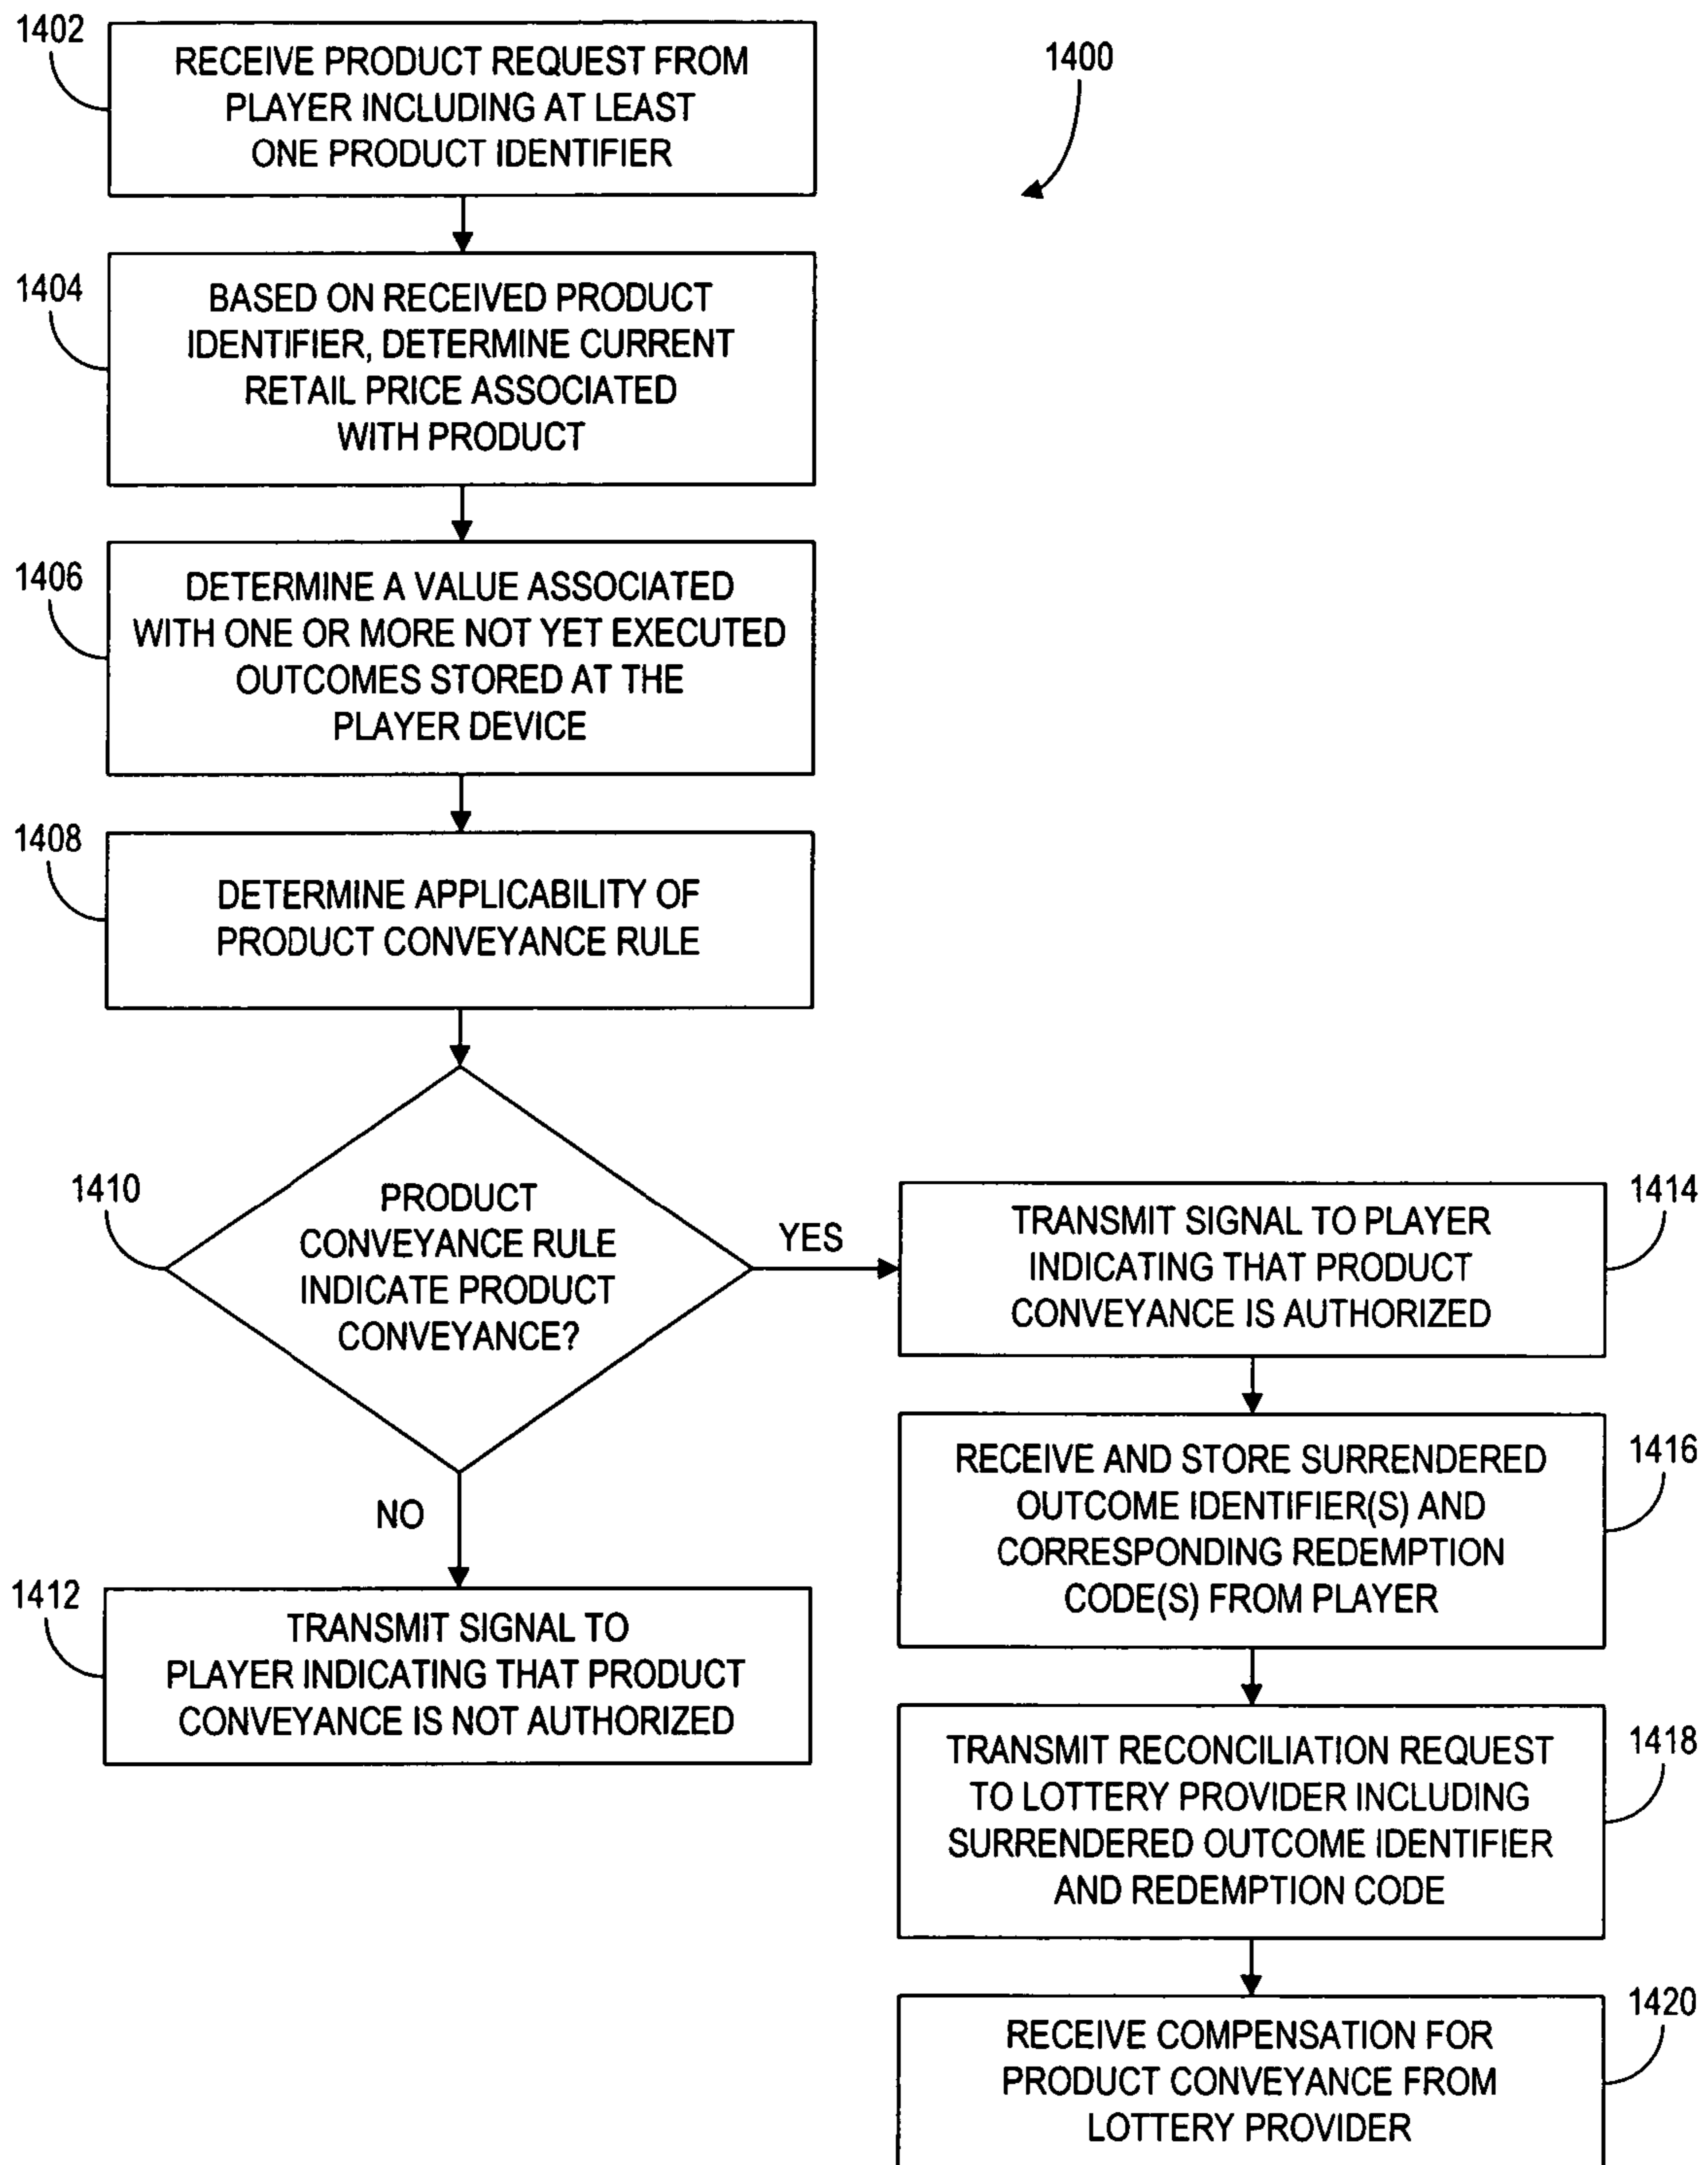 1402
RECEIVE PRODUCT REQUEST FROM
PLAYER INCLUDING AT LEAST
ONE PRODUCT IDENTIFIER
1400
1404
BASED ON RECEIVED PRODUCT
IDENTIFIER, DETERMINE CURRENT
RETAIL PRICE ASSOCIATED
WITH PRODUCT
1406
DETERMINE A VALUE ASSOCIATED
WITH ONE OR MORE NOT YET EXECUTED
OUTCOMES STORED AT THE
PLAYER DEVICE
1408
DETERMINE APPLICABILITY OF
PRODUCT CONVEYANCE RULE
1410
PRODUCT
CONVEYANCE RULE
INDICATE PRODUCT
CONVEYANCE?
YES
NO
1412
TRANSMIT SIGNAL TO
PLAYER INDICATING THAT PRODUCT
CONVEYANCE IS NOT AUTHORIZED
1414
TRANSMIT SIGNAL TO PLAYER
INDICATING THAT PRODUCT
CONVEYANCE IS AUTHORIZED
1416
RECEIVE AND STORE SURRENDERED
OUTCOME IDENTIFIER(S) AND
CORRESPONDING REDEMPTION
CODE(S) FROM PLAYER
1418
TRANSMIT RECONCILIATION REQUEST
TO LOTTERY PROVIDER INCLUDING
SURRENDERED OUTCOME IDENTIFIER
AND REDEMPTION CODE
1420
RECEIVE COMPENSATION FOR
PRODUCT CONVEYANCE FROM
LOTTERY PROVIDER